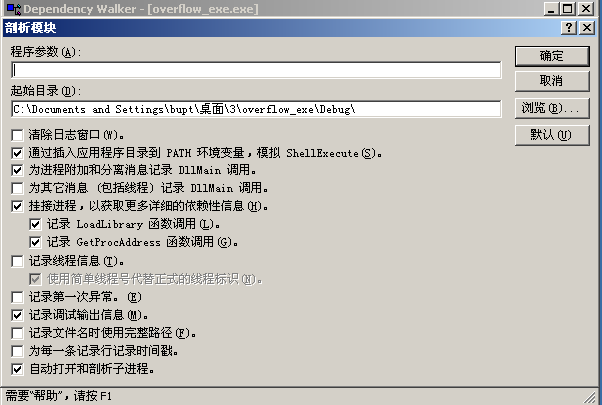 Dependency Walker - [overflow_exe.exe]
剖析模块
程序参数(A):
确定
取消
起始目录(D):
C:\Documents and Settings\bupt\桌面\3\overflow_exe\Debug\
浏览(B)...
默认(U)
清除日志窗口(W)。
通过插入应用程序目录到 PATH 环境变量,模拟 ShellExecute(S)。
为进程附加和分离消息记录 DllMain 调用。
为其它消息 (包括线程) 记录 DllMain 调用。
挂接进程,以获取更多详细的依赖性信息(H)。
记录 LoadLibrary 函数调用(L)。
记录 GetProcAddress 函数调用(G)。
记录线程信息(T)。
使用简单线程号代替正式的线程标识(N)。
记录第一次异常。(E)
记录调试输出信息(M)。
记录文件名时使用完整路径(F)。
为每一条记录行记录时间戳。
自动打开和剖析子进程。
需要“帮助”,请按 F1